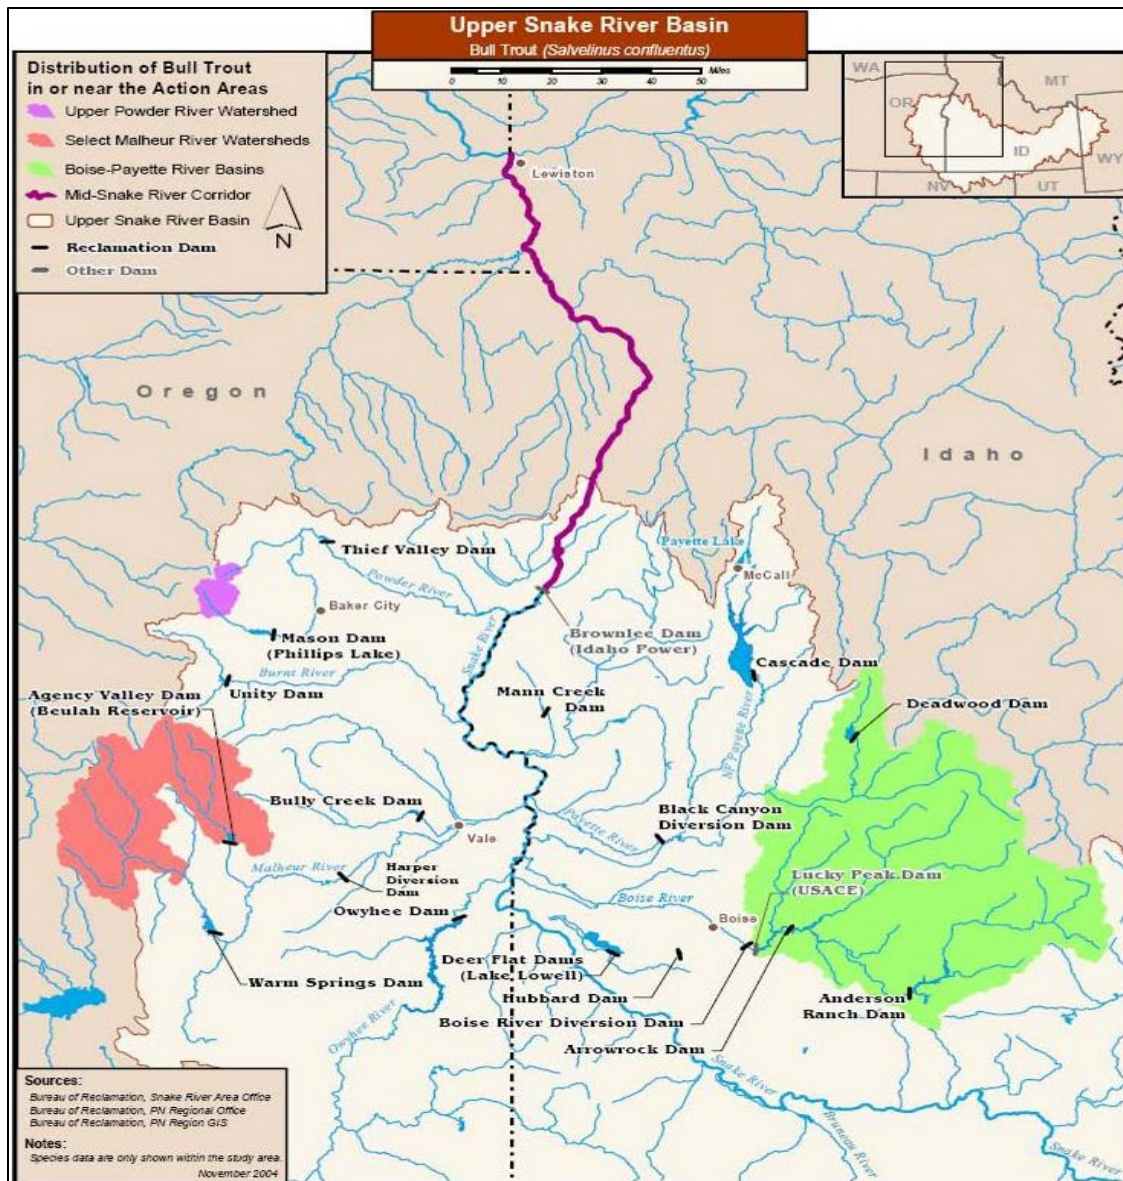 Upper Snake River Basin
Bull Trout (Salvelinus confluentus)
0 10 20 30 40 50 Miles
Distribution of Bull Trout
in or near the Action Areas
Upper Powder River Watershed
Select Malheur River Watersheds
Boise-Payette River Basins
Mid-Snake River Corridor
Upper Snake River Basin
Reclamation Dam
Other Dam
N
WA
MT
OR
ID
WY
NV
UT
Lewiston
Oregon
Idaho
Thief Valley Dam
Payette Lake
McCall
Powder River
Baker City
Snake River
Brownlee Dam
(Idaho Power)
Mason Dam
(Phillips Lake)
Cascade Dam
Burnt River
Unity Dam
Mann Creek
Dam
Agency Valley Dam
(Beulah Reservoir)
Deadwood Dam
NF Payette River
Bully Creek Dam
Vale
Black Canyon
Diversion Dam
Payette River
Malheur River
Harper
Diversion
Dam
Lucky Peak Dam
(USACE)
Boise River
Owyhee Dam
Boise
Deer Flat Dams
(Lake Lowell)
Warm Springs Dam
Hubbard Dam
Anderson
Ranch Dam
Boise River Diversion Dam
Owyhee River
Arrowrock Dam
Snake River
Bruneau River
Snake River
Sources:
Bureau of Reclamation, Snake River Area Office
Bureau of Reclamation, PN Regional Office
Bureau of Reclamation, PN Region GIS
Notes:
Species data are only shown within the study area.
November 2004